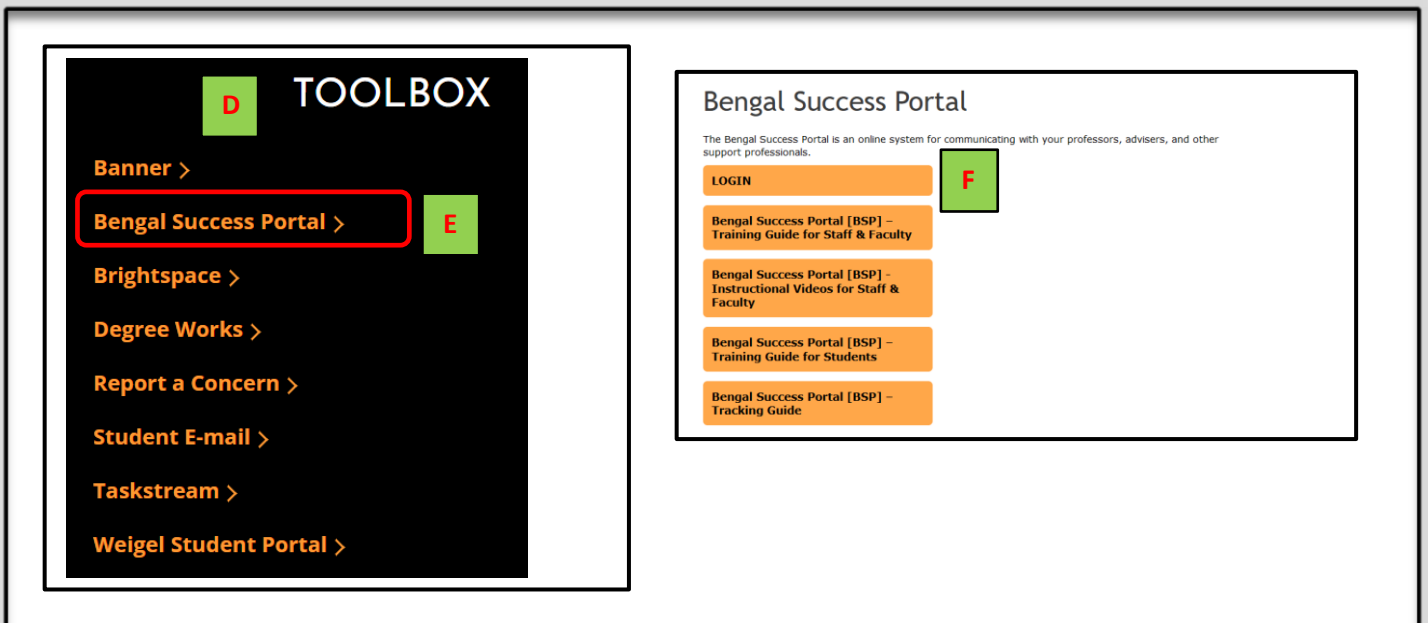 D
TOOLBOX
Banner >
Bengal Success Portal >
E
Brightspace >
Degree Works >
Report a Concern >
Student E-mail >
Taskstream >
Weigel Student Portal >
Bengal Success Portal
The Bengal Success Portal is an online system for communicating with your professors, advisers, and other
support professionals.
LOGIN
F
Bengal Success Portal [BSP] –
Training Guide for Staff & Faculty
Bengal Success Portal [BSP] -
Instructional Videos for Staff &
Faculty
Bengal Success Portal [BSP] –
Training Guide for Students
Bengal Success Portal [BSP] –
Tracking Guide